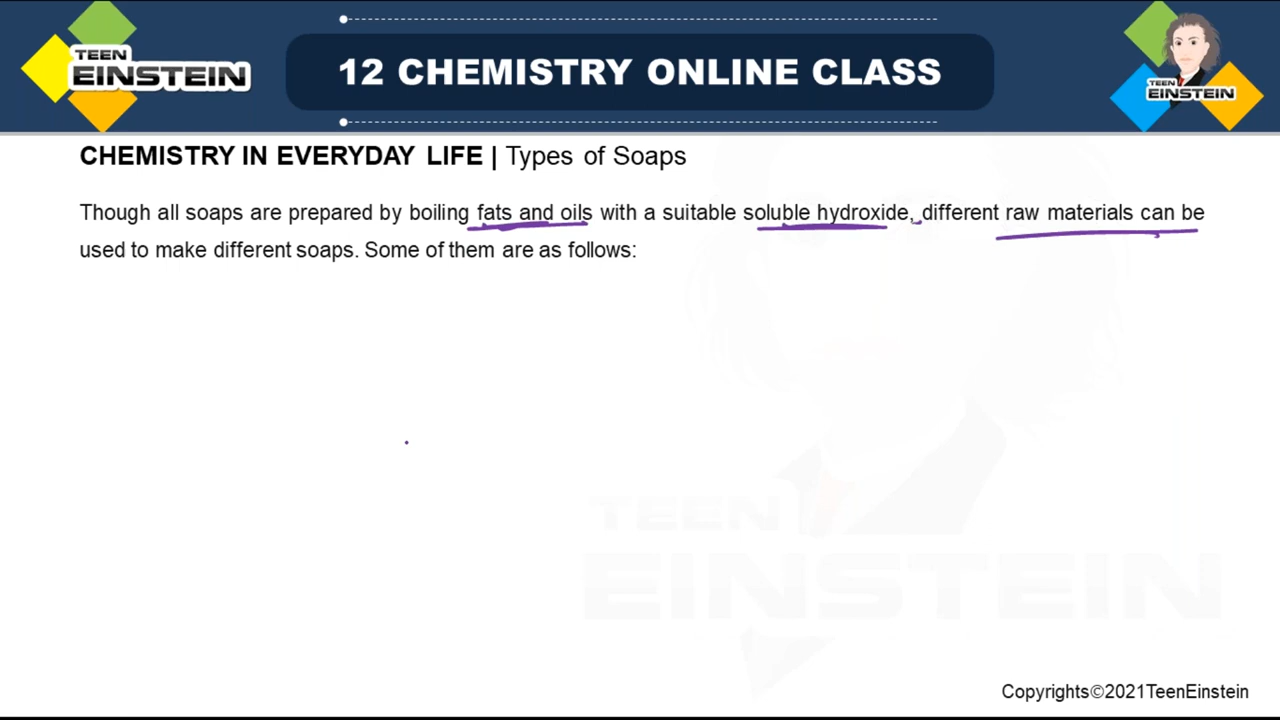 TEEN
EINSTEIN
12 CHEMISTRY ONLINE CLASS
TEEN
EINSTEIN
CHEMISTRY IN EVERYDAY LIFE | Types of Soaps
Though all soaps are prepared by boiling fats and oils with a suitable soluble hydroxide, different raw materials can be
used to make different soaps. Some of them are as follows:
TEEN
EINSTEIN
Copyrights©2021TeenEinstein